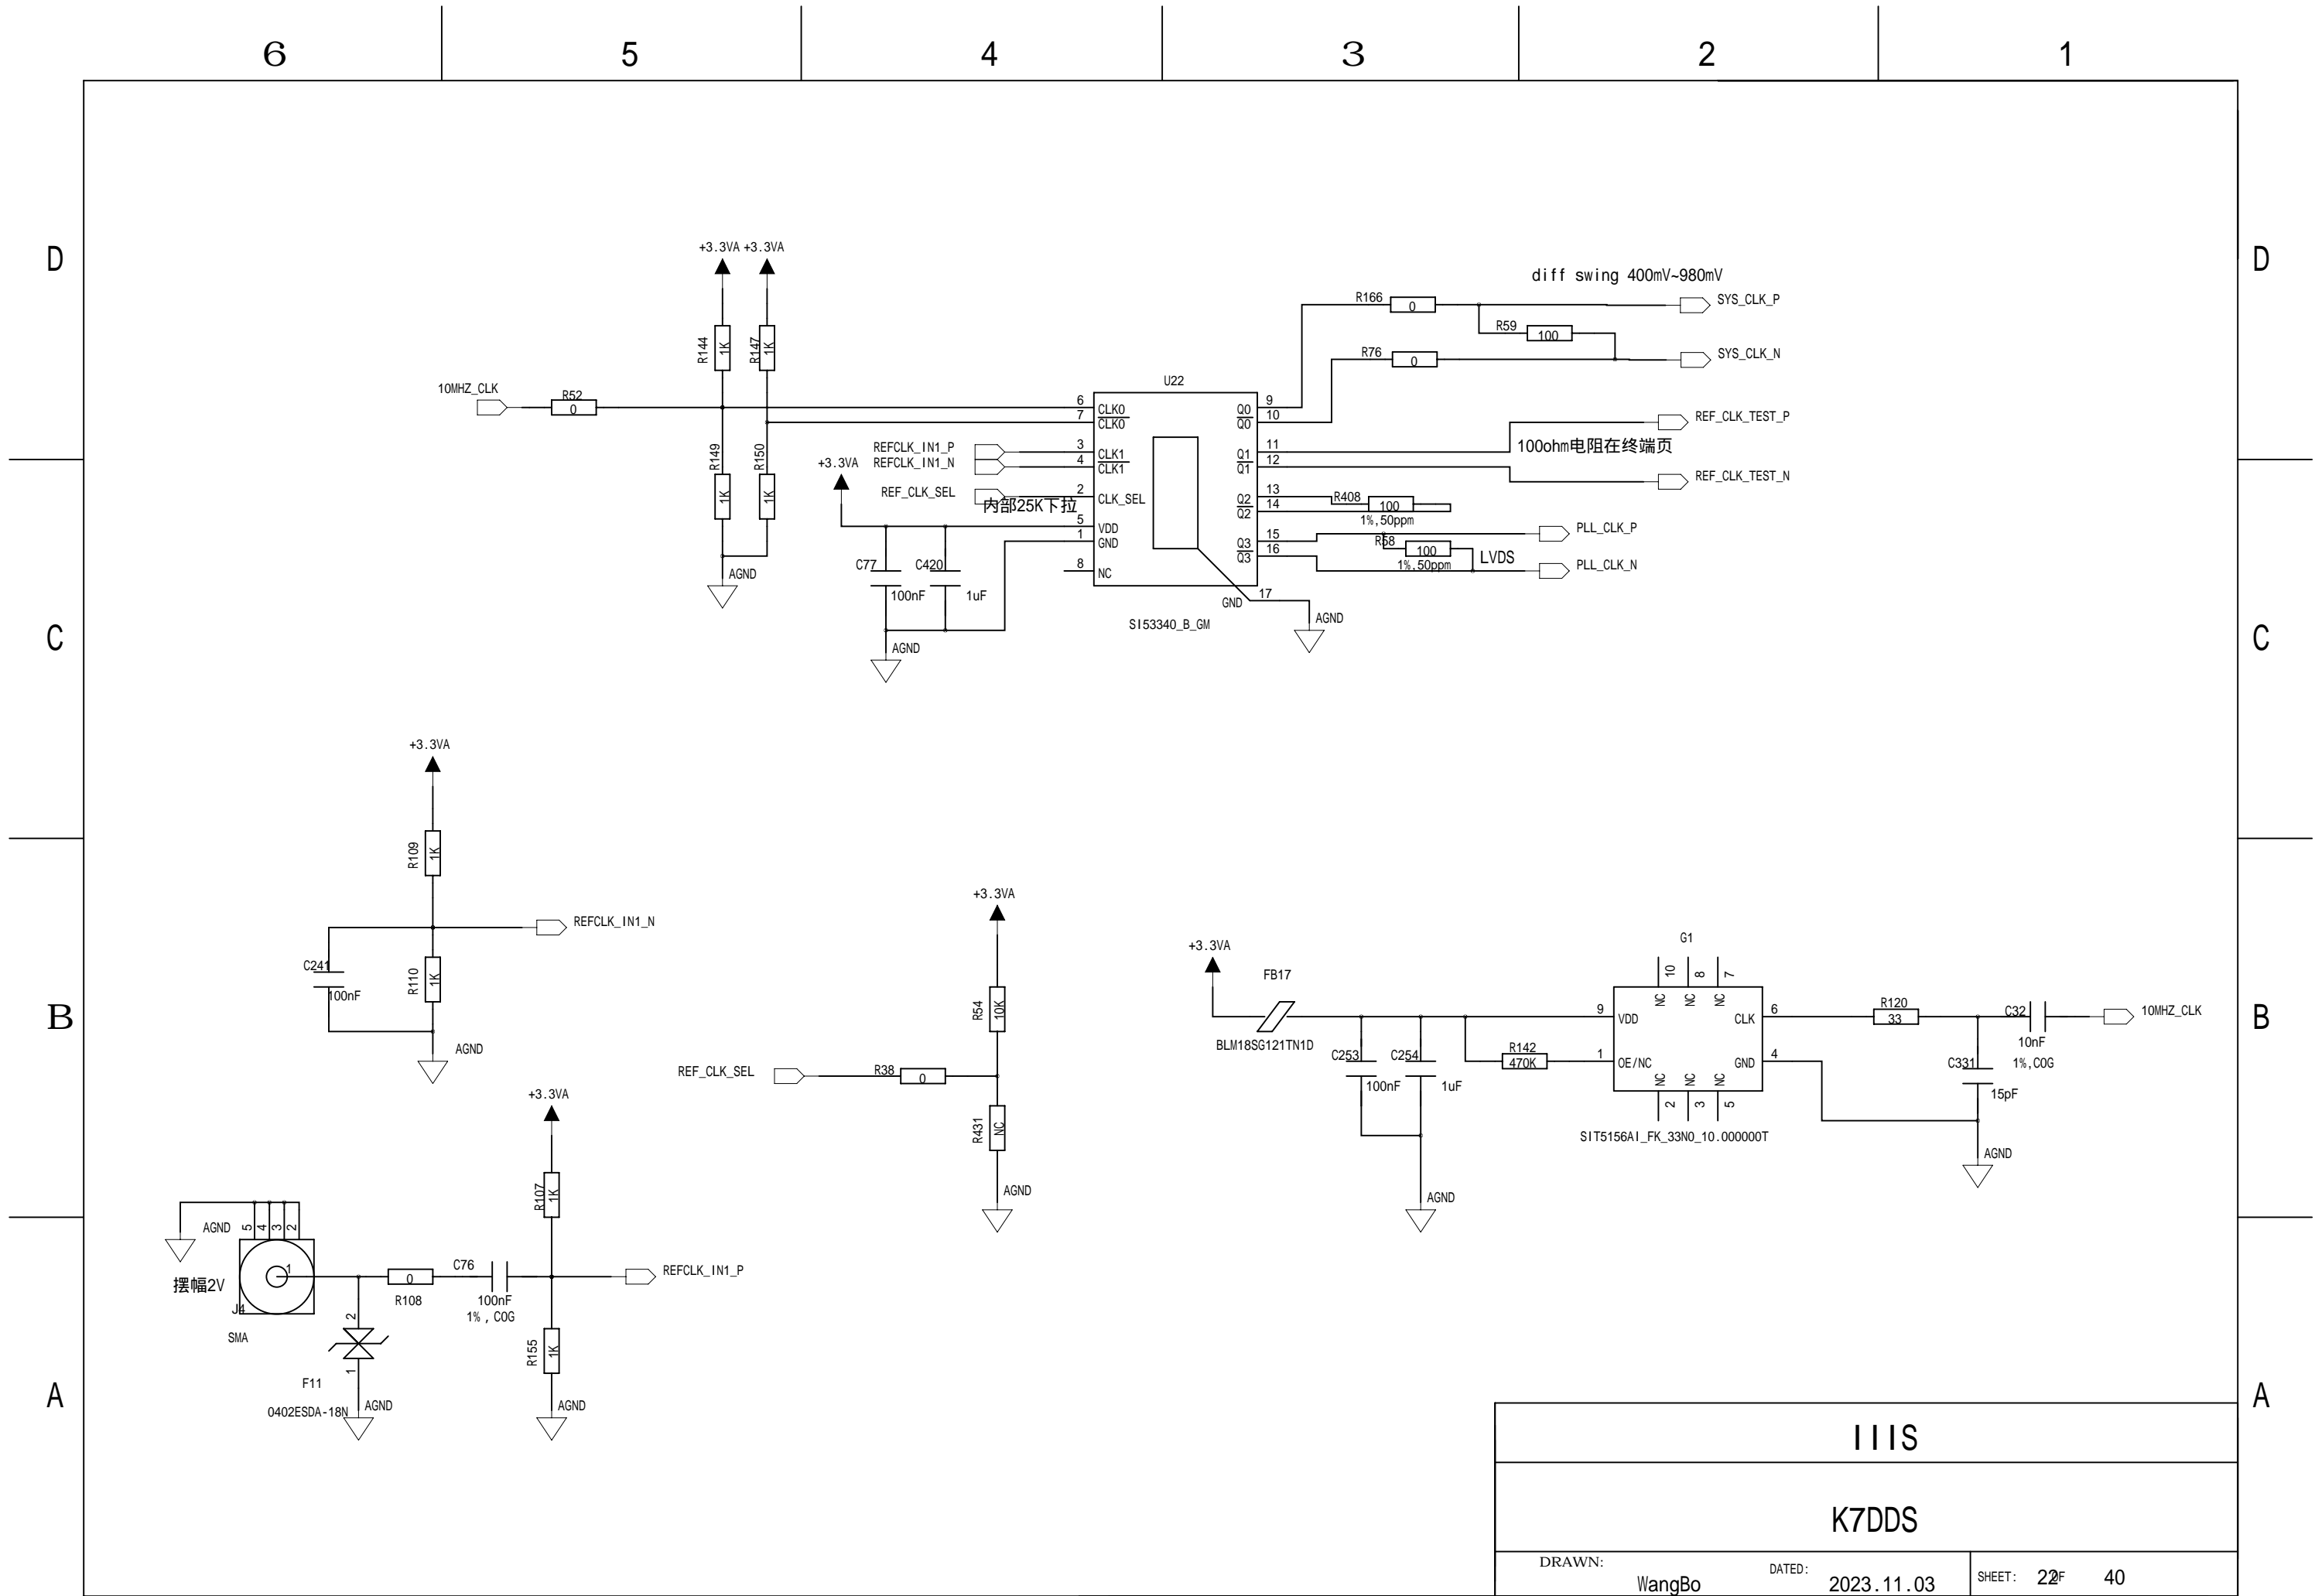 6 5 4 3 2 1
D D
+3.3VA +3.3VA
diff swing 400mV~980mV
R166 0 SYS_CLK_P
R144 1K R147 1K
R59 100
R76 0 SYS_CLK_N
U22
10MHZ_CLK R52 0
6 CLK0 Q0 9
7 CLK0 Q0 10
REF_CLK_TEST_P
REFCLK_IN1_P 3 CLK1 Q1 11
100ohm电阻在终端页
R149 1K R150 1K
+3.3VA REFCLK_IN1_N 4 CLK1 Q1 12
REF_CLK_TEST_N
REF_CLK_SEL 2 CLK_SEL Q2 13
内部25K下拉
R408 100
Q2 14
1%,50ppm
5 VDD
PLL_CLK_P
1 GND Q3 15
R58 100
Q3 16
1%,50ppm
LVDS
C77 100nF C420 1uF
8 NC
PLL_CLK_N
AGND
GND 17
SI53340_B_GM
AGND
AGND
C C
+3.3VA
R109 1K
REFCLK_IN1_N
C241 100nF
R110 1K
AGND
+3.3VA
R54 10K
REF_CLK_SEL R38 0
R431 NC
AGND
+3.3VA
FB17
BLM18SG121TN1D
C253 100nF
C254 1uF
AGND
R142 470K
G1
10 8 7
NC NC NC
9 VDD CLK 6
1 OE/NC GND 4
NC NC NC
2 3 5
SIT5156AI_FK_33N0_10.000000T
R120 33
C32 10nF
1%,COG
C331 15pF
10MHZ_CLK
AGND
B B
+3.3VA
R107 1K
AGND 5 4 3 2
1
摆幅2V
J4
SMA
0
R108
C76
100nF
1%,COG
REFCLK_IN1_P
2
1
R155 1K
F11
0402ESDA-18N
AGND
AGND
A A
IIIS
K7DDS
DRAWN: WangBo DATED: 2023.11.03 SHEET: 22 OF 40